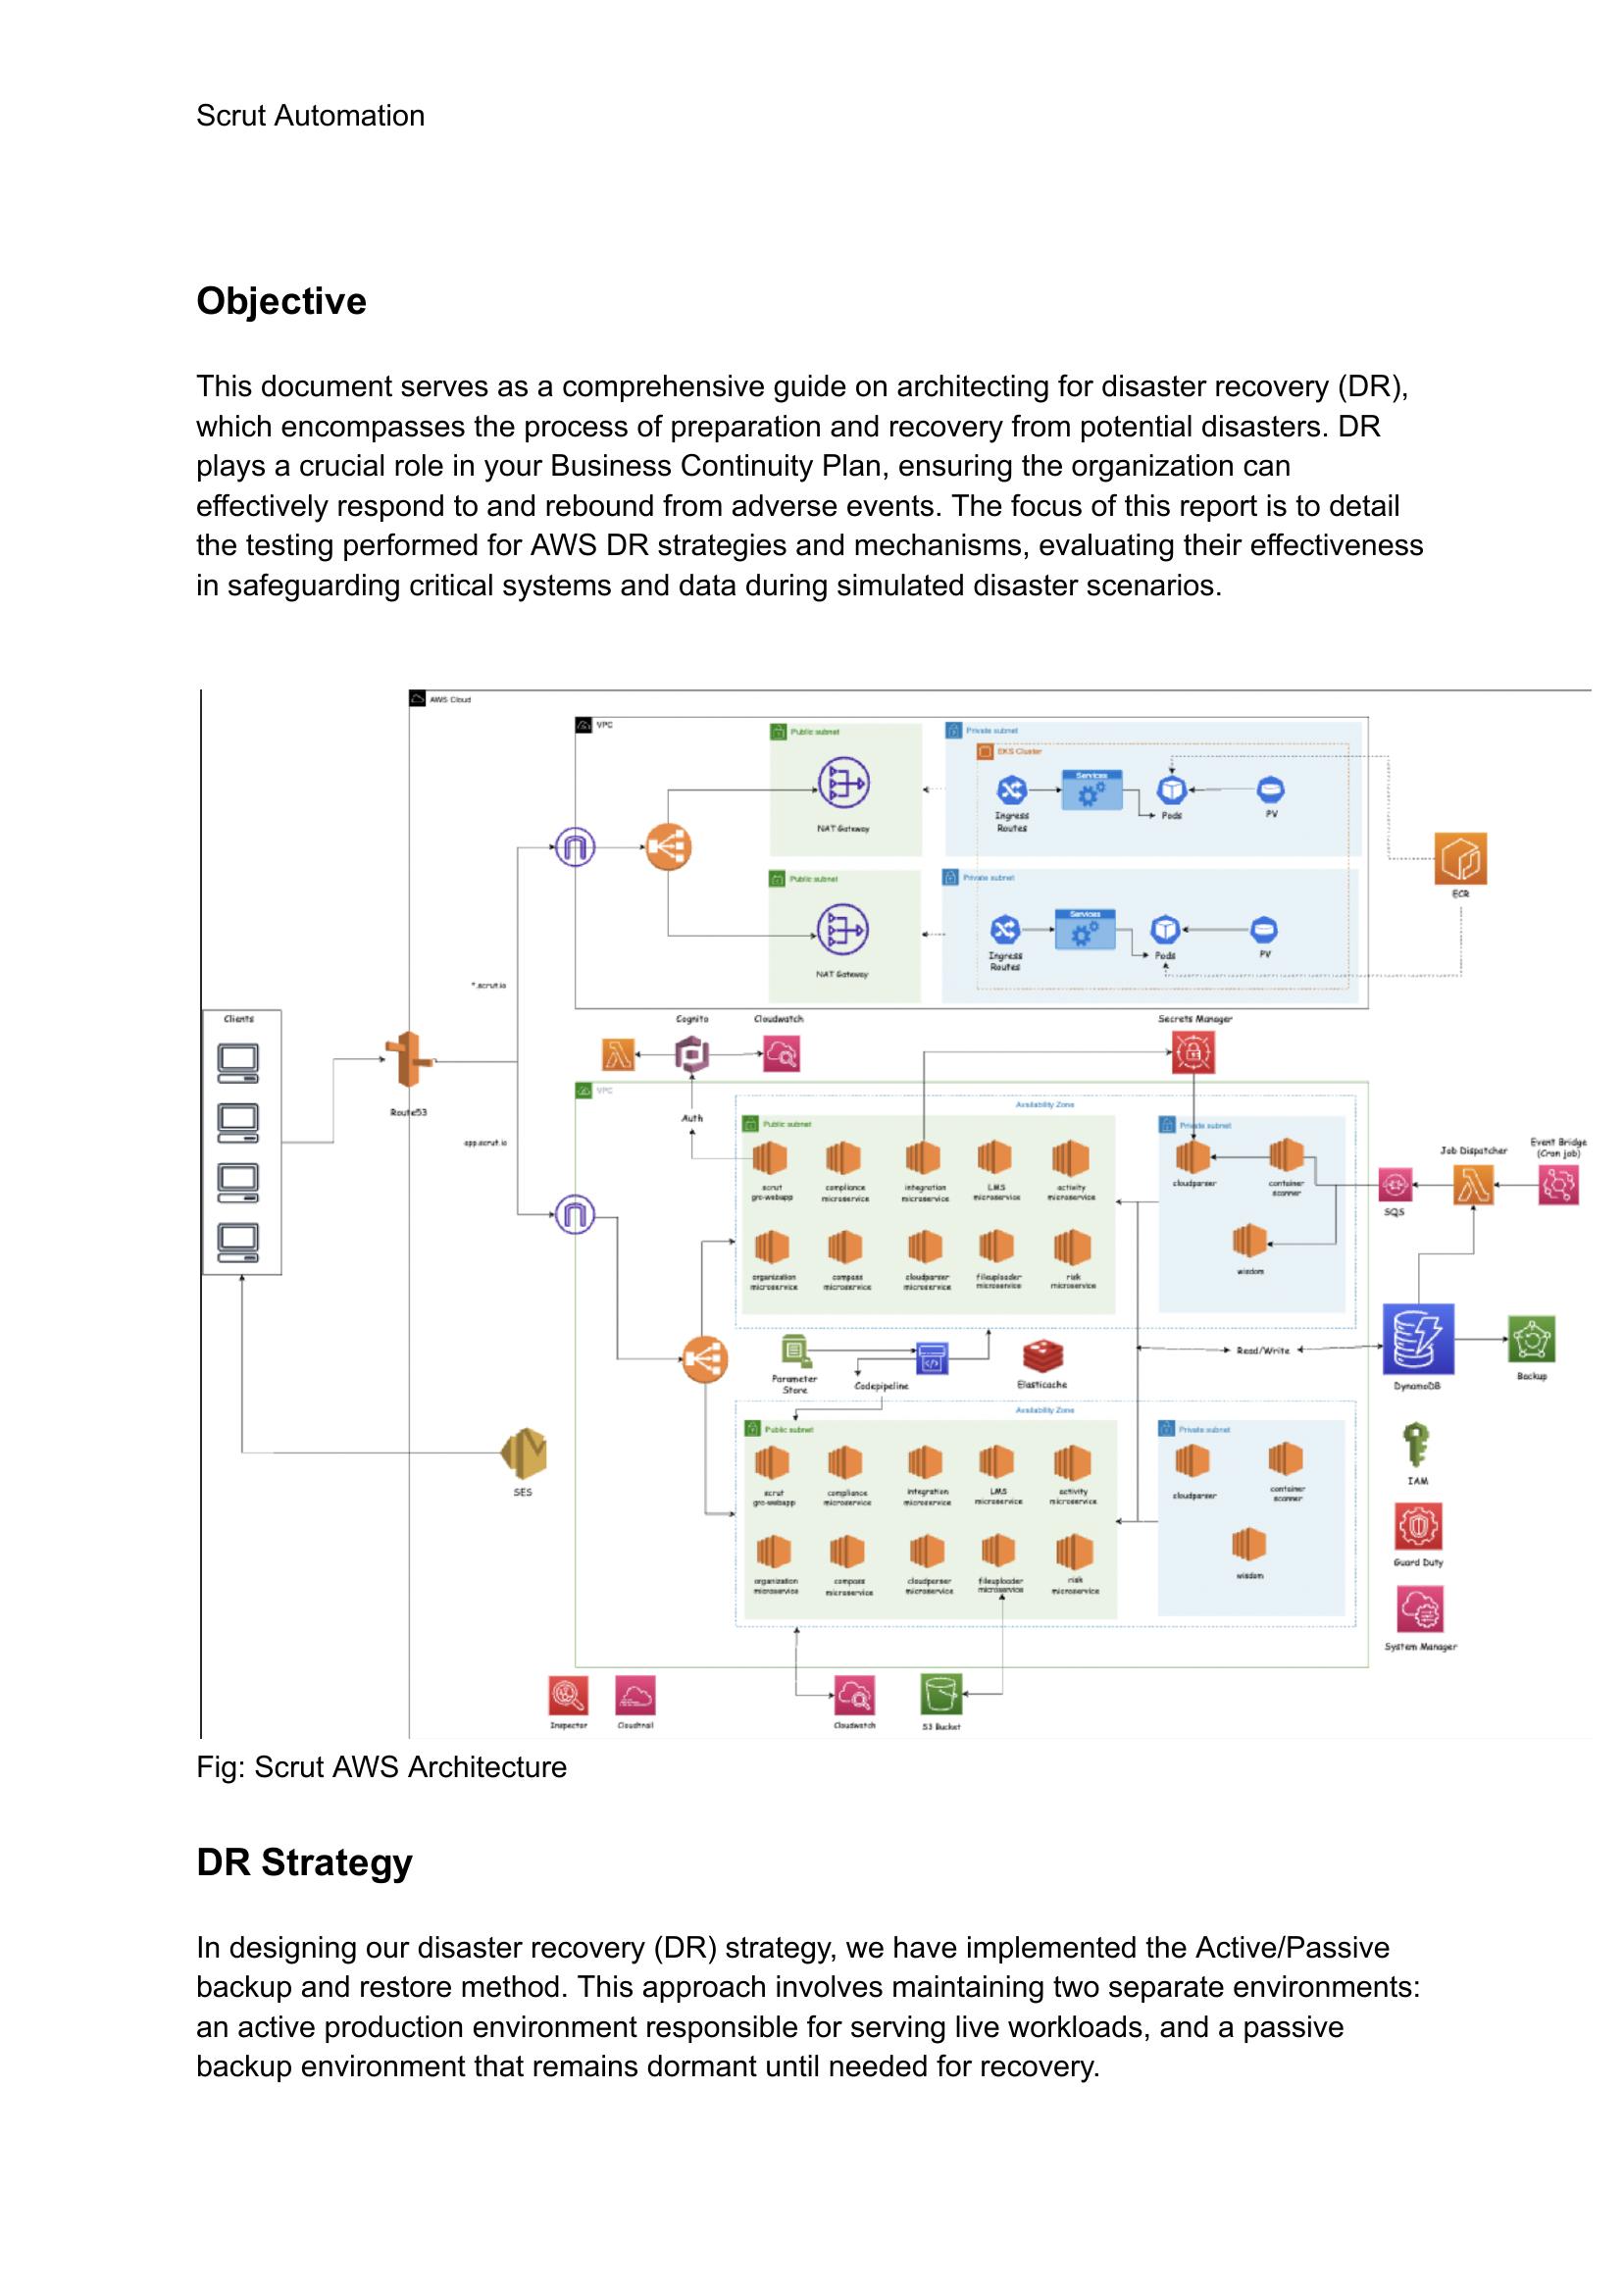 Scrut Automation
Objective
This document serves as a comprehensive guide on architecting for disaster recovery (DR),
which encompasses the process of preparation and recovery from potential disasters. DR
plays a crucial role in your Business Continuity Plan, ensuring the organization can
effectively respond to and rebound from adverse events. The focus of this report is to detail
the testing performed for AWS DR strategies and mechanisms, evaluating their effectiveness
in safeguarding critical systems and data during simulated disaster scenarios.
AWS Cloud
VPC
Public subnet
Private subnet
EKS Cluster
Services
NAT Gateway
Ingress
Routes
Pods
PV
Public subnet
Private subnet
Services
ECR
NAT Gateway
Ingress
Routes
Pods
PV
*.scrut.io
Clients
Cognito
Cloudwatch
Secrets Manager
Route53
app.scrut.io
VPC
Auth
Availability Zone
Public subnet
Private subnet
scrut
grc-webapp
compliance
microservice
integration
microservice
LMS
microservice
activity
microservice
cloudparser
container
scanner
SQS
Job Dispatcher
Event Bridge
(Cron job)
organization
microservice
compass
microservice
cloudparser
microservice
fileuploader
microservice
risk
microservice
wisdom
Parameter
Store
Codepipeline
Elasticache
Read/Write
DynamoDB
Backup
Availability Zone
Public subnet
Private subnet
scrut
grc-webapp
compliance
microservice
integration
microservice
LMS
microservice
activity
microservice
cloudparser
container
scanner
IAM
SES
organization
microservice
compass
microservice
cloudparser
microservice
fileuploader
microservice
risk
microservice
wisdom
Guard Duty
System Manager
Inspector
Cloudtrail
Cloudwatch
S3 Bucket
Fig: Scrut AWS Architecture
DR Strategy
In designing our disaster recovery (DR) strategy, we have implemented the Active/Passive
backup and restore method. This approach involves maintaining two separate environments:
an active production environment responsible for serving live workloads, and a passive
backup environment that remains dormant until needed for recovery.